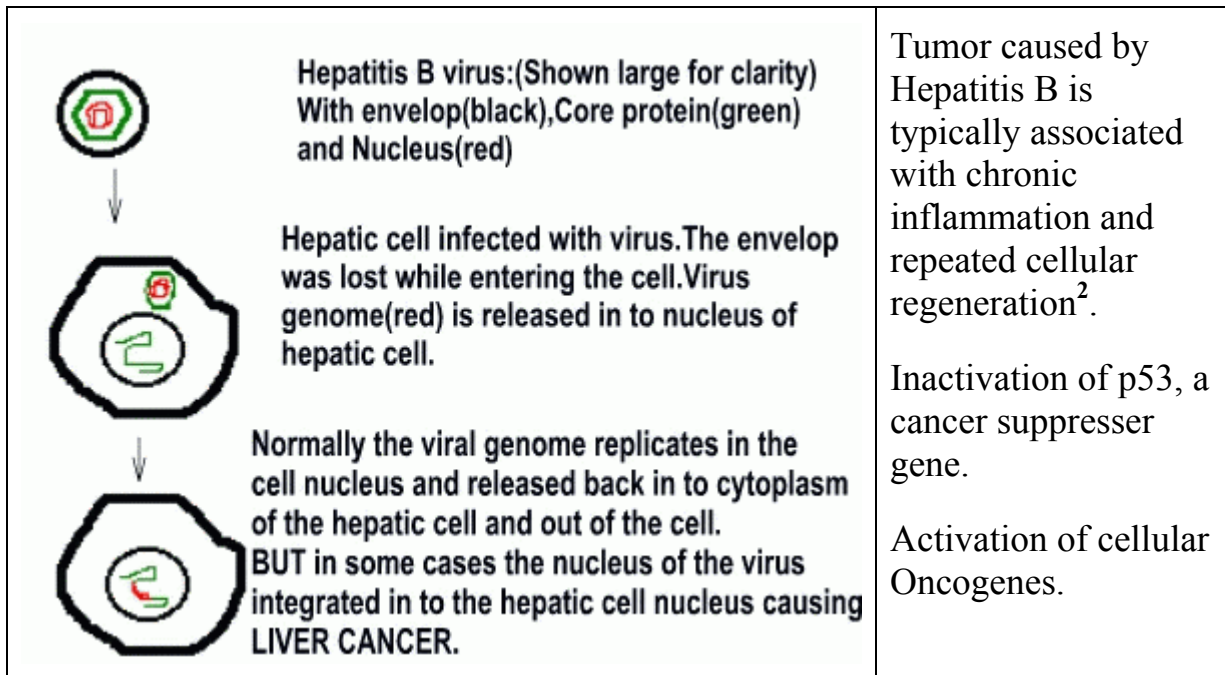 Hepatitis B virus:(Shown large for clarity)
With envelop(black),Core protein(green)
and Nucleus(red)
Hepatic cell infected with virus.The envelop
was lost while entering the cell.Virus
genome(red) is released in to nucleus of
hepatic cell.
Normally the viral genome replicates in the
cell nucleus and released back in to cytoplasm
of the hepatic cell and out of the cell.
BUT in some cases the nucleus of the virus
integrated in to the hepatic cell nucleus causing
LIVER CANCER.
Tumor caused by
Hepatitis B is
typically associated
with chronic
inflammation and
repeated cellular
regeneration².
Inactivation of p53, a
cancer suppresser
gene.
Activation of cellular
Oncogenes.